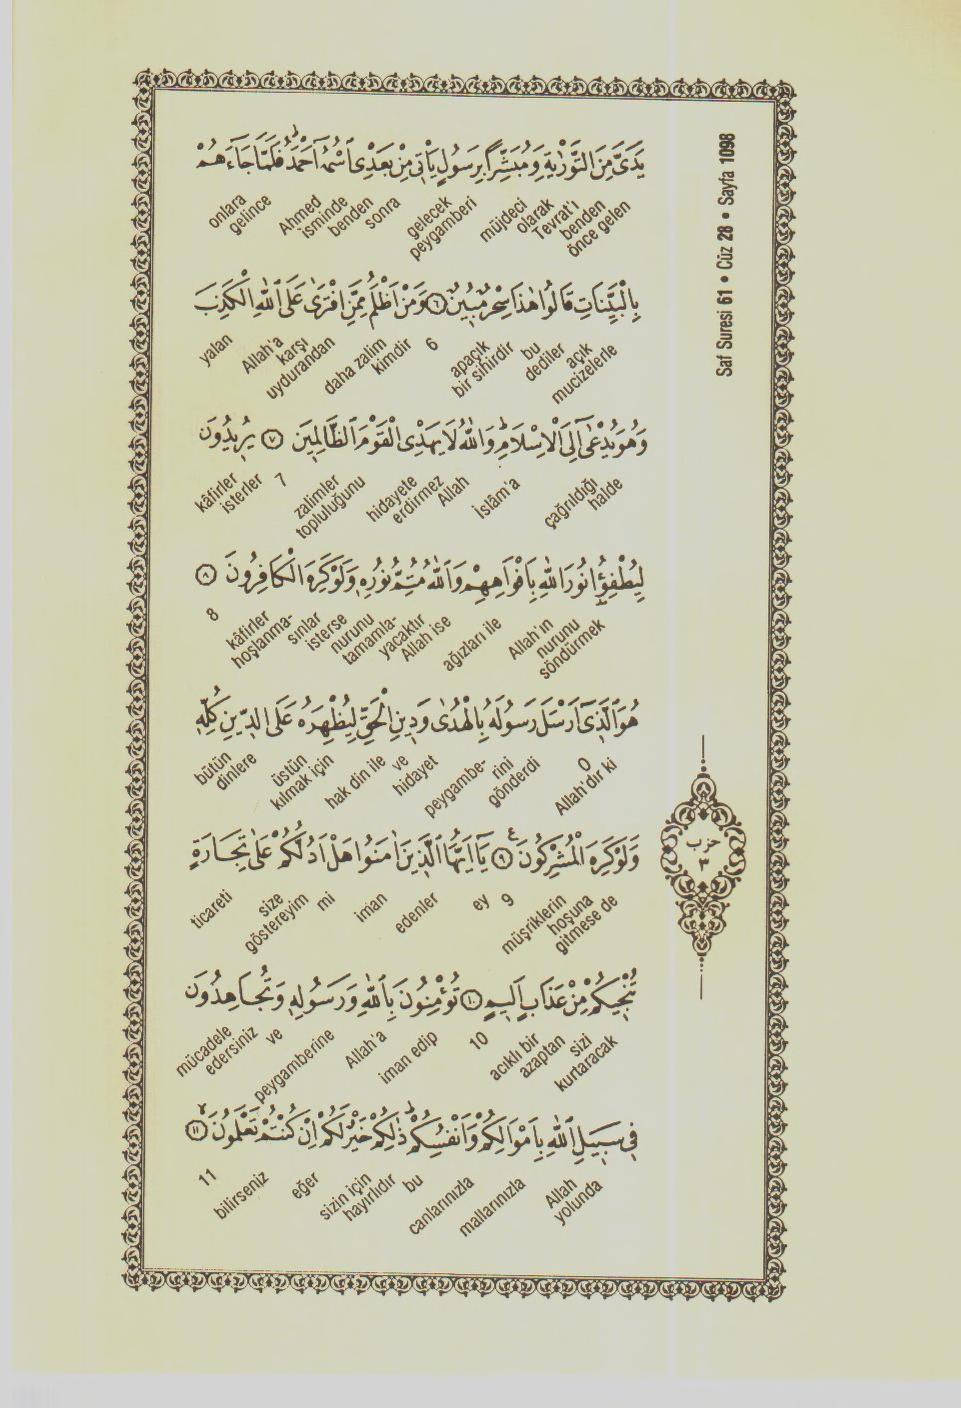 Saf Suresi 61 • Cüz 28 • Sayfa 1098
يَدَىَّ مِنَ التَّوْرٰيةِ وَمُبَشِّرًا بِرَسُولٍ يَأْتٖى مِنْ بَعْدِى اسْمُهُٓ اَحْمَدُۜ فَلَمَّا جَٓاءَهُمْ
onlara gelince Ahmed isminde benden sonra gelecek peygamberi müjdeci olarak Tevrat'ı benden önce gelen
بِالْبَيِّنَاتِ قَالُوا هٰذَا سِحْرٌ مُبٖينٌ ﴿٦﴾ وَمَنْ اَظْلَمُ مِمَّنِ افْتَرٰى عَلَى اللّٰهِ الْكَذِبَ
yalan Allah'a karşı uydurandan daha zalim kimdir 6 apaçık bir sihirdir bu dediler açık mucizelerle
وَهُوَ يُدْعٰٓى اِلَى الْاِسْلَامِۜ وَاللّٰهُ لَا يَهْدِى الْقَوْمَ الظَّالِمٖينَ ﴿٧﴾ يُرٖيدُونَ
kâfirler isterler 7 zalimler topluluğunu hidayete erdirmez Allah İslâm'a çağrıldığı halde
لِيُطْفِؤُ۫ا نُورَ اللّٰهِ بِاَفْوَاهِهِمْ وَاللّٰهُ مُتِمُّ نُورِهٖ وَلَوْ كَرِهَ الْكَافِرُونَ ﴿٨﴾
8 kâfirler hoşlanma- sınlar isterse nurunu tamamla- yacaktır Allah ise ağızları ile Allah'ın nurunu söndürmek
هُوَ الَّذٖٓى اَرْسَلَ رَسُولَهُ بِالْهُدٰى وَدٖينِ الْحَقِّ لِيُظْهِرَهُ عَلَى الدّٖينِ كُلِّهٖ
bütün dinlere üstün kılmak için hak din ile ve hidayet peygambe- rini gönderdi O Allah'dır ki
وَلَوْ كَرِهَ الْمُشْرِكُونَ ﴿٩﴾ يَٓا اَيُّهَا الَّذٖينَ اٰمَنُوا هَلْ اَدُلُّكُمْ عَلٰى تِجَارَةٍ
ticareti size göstereyim mi iman edenler ey 9 müşriklerin hoşuna gitmese de
حزب
٣
تُنْجٖيكُمْ مِنْ عَذَابٍ اَلٖيمٍ ﴿١٠﴾ تُؤْمِنُونَ بِاللّٰهِ وَرَسُولِهٖ وَتُجَاهِدُونَ
mücadele edersiniz ve peygamberine Allah'a iman edip 10 acıklı bir azaptan sizi kurtaracak
فٖى سَبٖيلِ اللّٰهِ بِاَمْوَالِكُمْ وَاَنْفُسِكُمْۜ ذٰلِكُمْ خَيْرٌ لَكُمْ اِنْ كُنْتُمْ تَعْلَمُونَ ﴿١١﴾
11 bilirseniz eğer sizin için hayırlıdır bu canlarınızla mallarınızla Allah yolunda